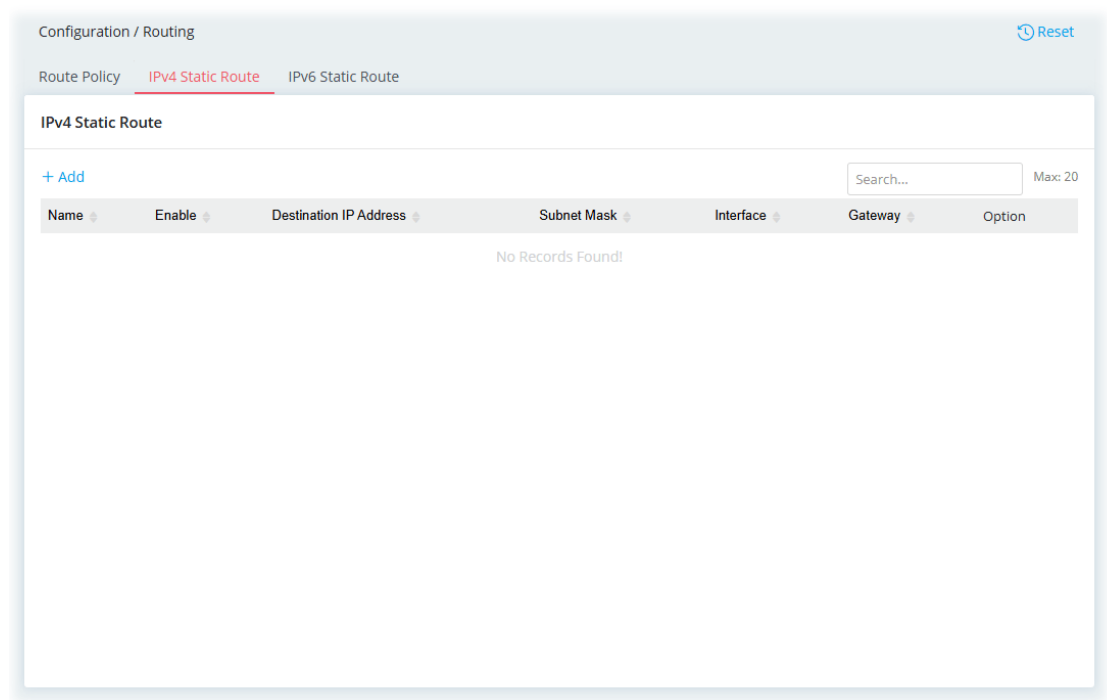 Configuration / Routing
Reset
Route Policy IPv4 Static Route IPv6 Static Route
IPv4 Static Route
+ Add
Search...
Max: 20
Name Enable Destination IP Address Subnet Mask Interface Gateway Option
No Records Found!